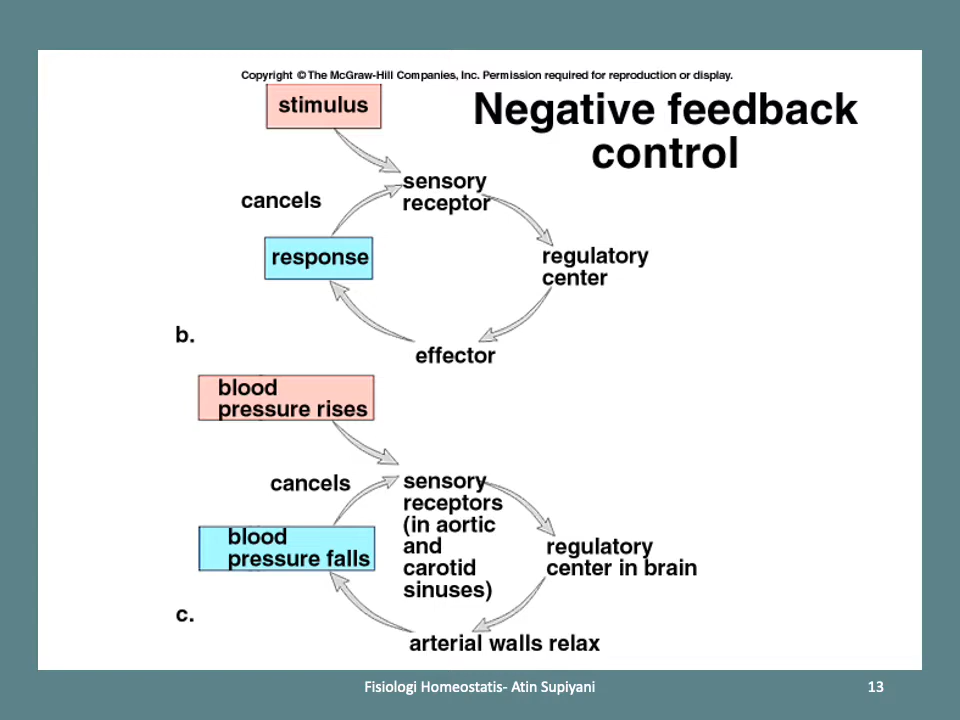 Copyright © The McGraw-Hill Companies, Inc. Permission required for reproduction or display.
Negative feedback
control
stimulus
sensory
receptor
cancels
response
regulatory
center
b.
effector
blood
pressure rises
cancels
sensory
receptors
(in aortic
and
carotid
sinuses)
blood
pressure falls
regulatory
center in brain
c.
arterial walls relax
Fisiologi Homeostatis- Atin Supiyani
13